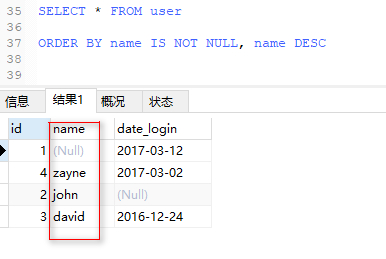 35 SELECT * FROM user
36
37 ORDER BY name IS NOT NULL, name DESC
38
39
信息 结果1 概况 状态
id name date_login
1 (Null) 2017-03-12
4 zayne 2017-03-02
2 john (Null)
3 david 2016-12-24